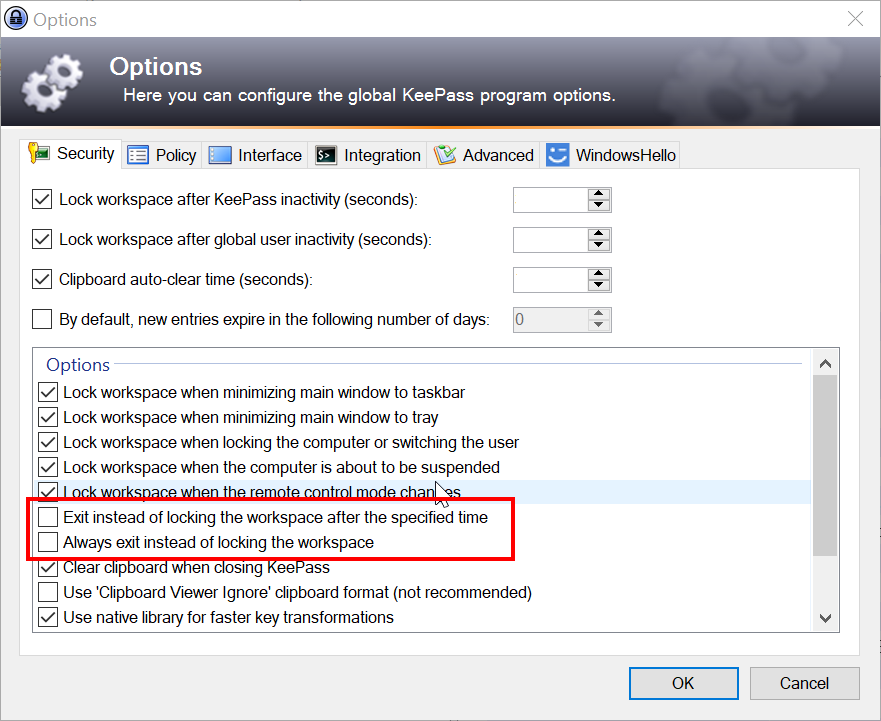 Options
Options
Here you can configure the global KeePass program options.
Security Policy Interface Integration Advanced WindowsHello
Lock workspace after KeePass inactivity (seconds):
Lock workspace after global user inactivity (seconds):
Clipboard auto-clear time (seconds):
By default, new entries expire in the following number of days: 0
Options
Lock workspace when minimizing main window to taskbar
Lock workspace when minimizing main window to tray
Lock workspace when locking the computer or switching the user
Lock workspace when the computer is about to be suspended
Lock workspace when the remote control mode changes
Exit instead of locking the workspace after the specified time
Always exit instead of locking the workspace
Clear clipboard when closing KeePass
Use 'Clipboard Viewer Ignore' clipboard format (not recommended)
Use native library for faster key transformations
OK Cancel